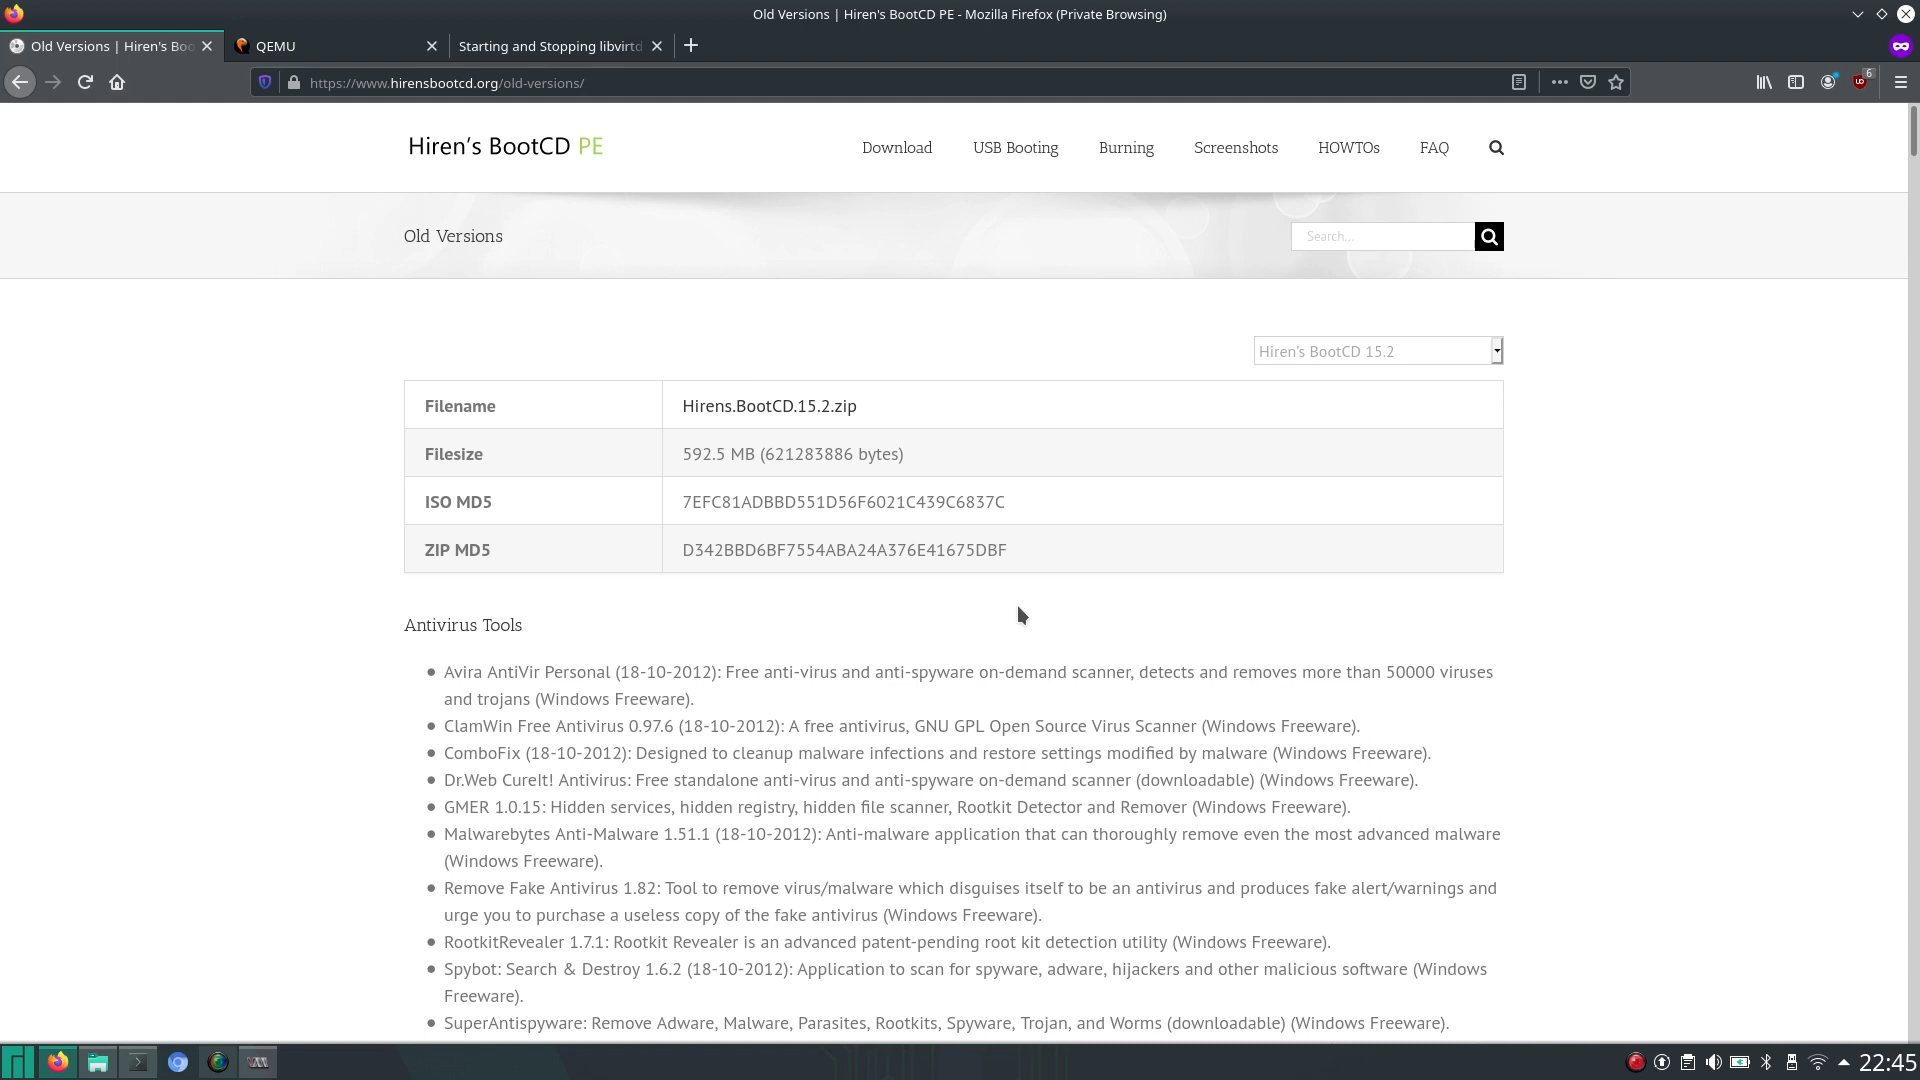 Old Versions | Hiren's BootCD PE - Mozilla Firefox (Private Browsing)
Old Versions | Hiren's Boo
QEMU
Starting and Stopping libvirtd
https://www.hirensbootcd.org/old-versions/
6
Hiren's BootCD PE
Download
USB Booting
Burning
Screenshots
HOWTOs
FAQ
Old Versions
Search...
Hiren's BootCD 15.2
Filename Hirens.BootCD.15.2.zip
Filesize 592.5 MB (621283886 bytes)
ISO MD5 7EFC81ADBBD551D56F6021C439C6837C
ZIP MD5 D342BBD6BF7554ABA24A376E41675DBF
Antivirus Tools
Avira AntiVir Personal (18-10-2012): Free anti-virus and anti-spyware on-demand scanner, detects and removes more than 50000 viruses
and trojans (Windows Freeware).
ClamWin Free Antivirus 0.97.6 (18-10-2012): A free antivirus, GNU GPL Open Source Virus Scanner (Windows Freeware).
ComboFix (18-10-2012): Designed to cleanup malware infections and restore settings modified by malware (Windows Freeware).
Dr.Web CureIt! Antivirus: Free standalone anti-virus and anti-spyware on-demand scanner (downloadable) (Windows Freeware).
GMER 1.0.15: Hidden services, hidden registry, hidden file scanner, Rootkit Detector and Remover (Windows Freeware).
Malwarebytes Anti-Malware 1.51.1 (18-10-2012): Anti-malware application that can thoroughly remove even the most advanced malware
(Windows Freeware).
Remove Fake Antivirus 1.82: Tool to remove virus/malware which disguises itself to be an antivirus and produces fake alert/warnings and
urge you to purchase a useless copy of the fake antivirus (Windows Freeware).
RootkitRevealer 1.7.1: Rootkit Revealer is an advanced patent-pending root kit detection utility (Windows Freeware).
Spybot: Search & Destroy 1.6.2 (18-10-2012): Application to scan for spyware, adware, hijackers and other malicious software (Windows
Freeware).
SuperAntispyware: Remove Adware, Malware, Parasites, Rootkits, Spyware, Trojan, and Worms (downloadable) (Windows Freeware).
22:45